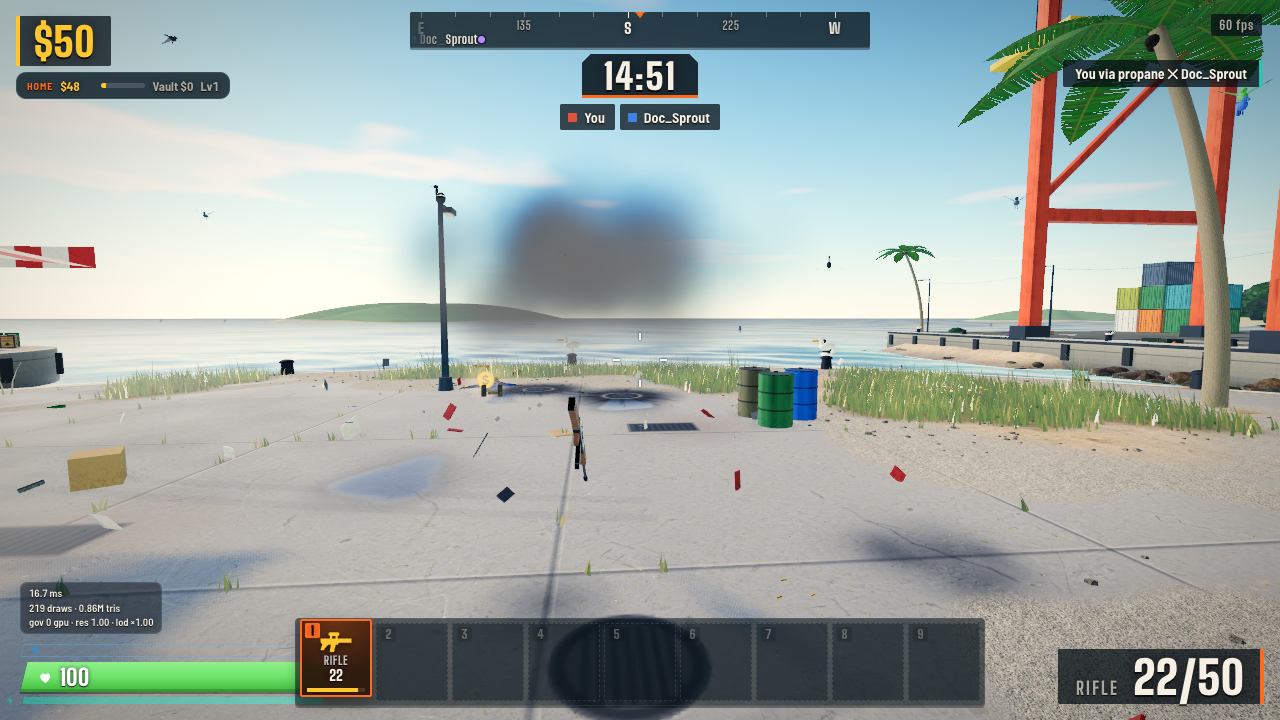 $50
HOME $48 Vault $0 Lv1
E 135 S 225 W
Doc_Sprout
14:51
You Doc_Sprout
60 fps
You via propane Doc_Sprout
16.7 ms
219 draws · 0.86M tris
gov 0 gpu · res 1.00 · lod ×1.00
100
1 2 3 4 5 6 7 8 9
RIFLE
22
RIFLE 22/50